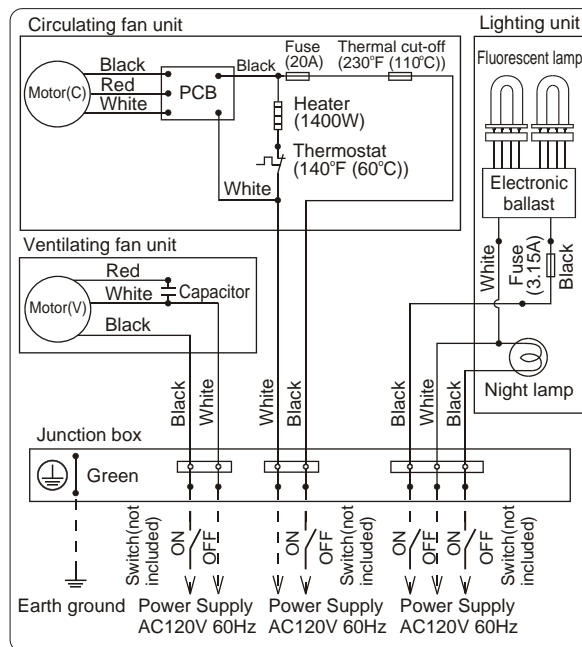 Circulating fan unit
Lighting unit
Fuse
(20A)
Thermal cut-off
(230°F (110°C))
Fluorescent lamp
Black
Red
White
Motor(C)
PCB
Black
Heater
(1400W)
Thermostat
(140°F (60°C))
White
Electronic
ballast
White
Fuse
(3.15A)
Black
Night lamp
Ventilating fan unit
Red
White
Capacitor
Motor(V)
Black
Black
White
White
Black
Black
White
Black
Junction box
Green
ON
OFF
Switch(not
included)
ON
OFF
Switch(not
included)
ON
OFF
ON
OFF
Switch(not
included)
Earth ground
Power Supply
AC120V 60Hz
Power Supply
AC120V 60Hz
Power Supply
AC120V 60Hz